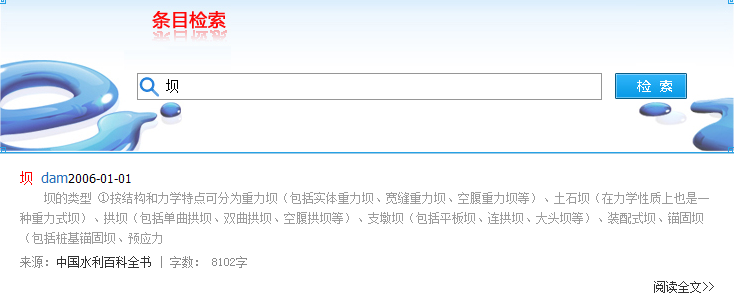 条目检索
坝
检 索
坝 dam2006-01-01
坝的类型 ①按结构和力学特点可分为重力坝（包括实体重力坝、宽缝重力坝、空腹重力坝等）、土石坝（在力学性质上也是一
种重力式坝）、拱坝（包括单曲拱坝、双曲拱坝、空腹拱坝等）、支墩坝（包括平板坝、连拱坝、大头坝等）、装配式坝、锚固坝
（包括桩基锚固坝、预应力
来源：中国水利百科全书 | 字数： 8102字
阅读全文>>